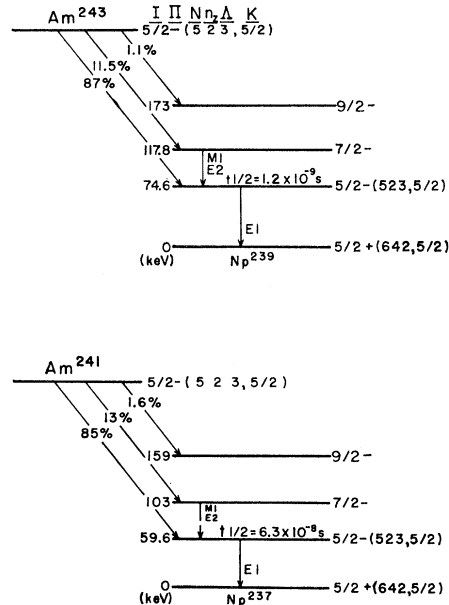 Am243 I Π N nz Λ K
5/2-(5 2 3, 5/2)
1.1%
11.5%
87%
173 9/2-
117.8 7/2-
M1
E2 t1/2=1.2x10-9s
74.6 5/2-(523,5/2)
E1
0 5/2+(642,5/2)
(keV) Np239
Am241
5/2-(5 2 3, 5/2)
1.6%
13%
85%
159 9/2-
103 7/2-
M1
E2 t1/2=6.3x10-8s
59.6 5/2-(523,5/2)
E1
0 5/2+(642,5/2)
(keV) Np237